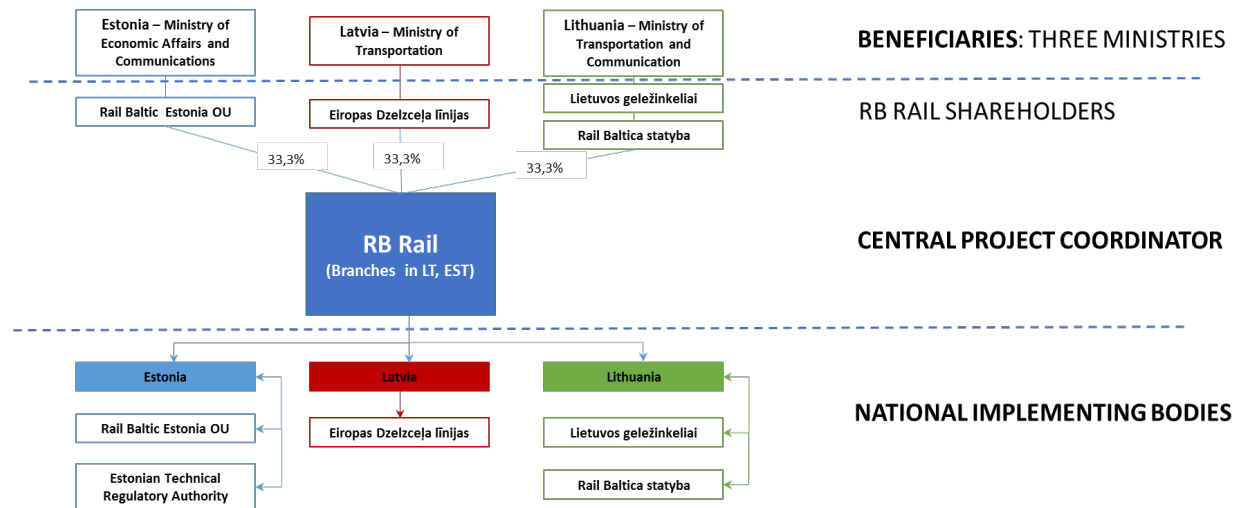 Estonia – Ministry of
Economic Affairs and
Communications
Latvia – Ministry of
Transportation
Lithuania – Ministry of
Transportation and
Communication
BENEFICIARIES: THREE MINISTRIES
Rail Baltic Estonia OU
Eiropas Dzelzceļa līnijas
Lietuvos geležinkeliai
Rail Baltica statyba
RB RAIL SHAREHOLDERS
33,3%
33,3%
33,3%
RB Rail
(Branches in LT, EST)
CENTRAL PROJECT COORDINATOR
Estonia
Latvia
Lithuania
Rail Baltic Estonia OU
Eiropas Dzelzceļa līnijas
Lietuvos geležinkeliai
NATIONAL IMPLEMENTING BODIES
Estonian Technical
Regulatory Authority
Rail Baltica statyba